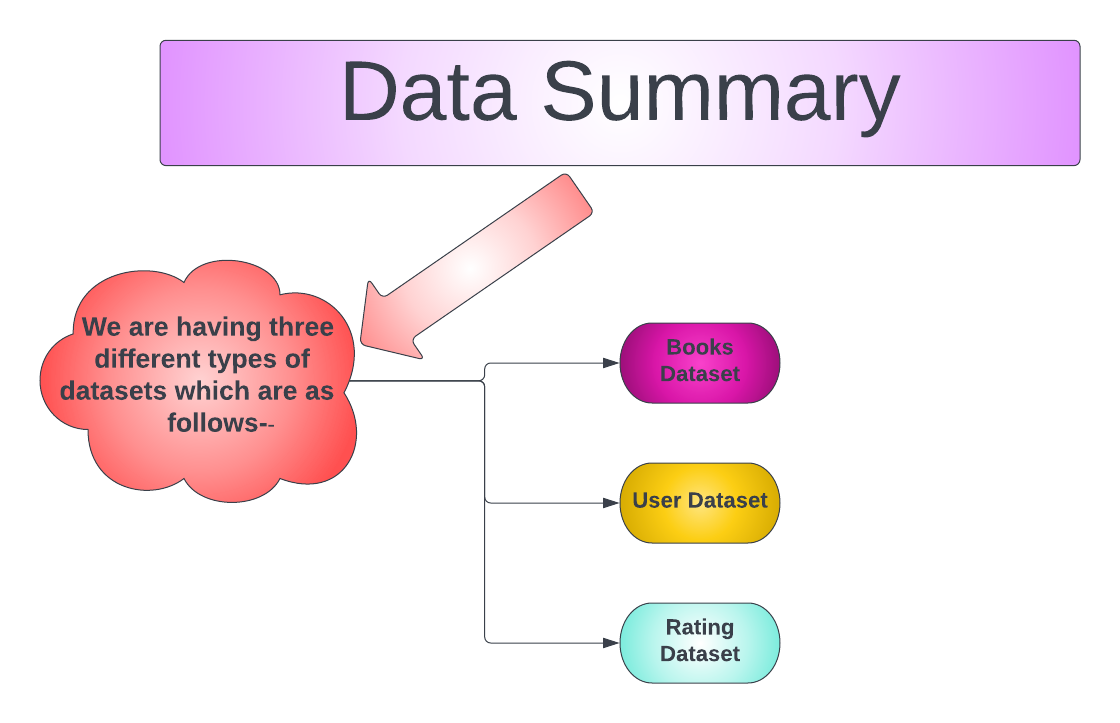 Data Summary
We are having three
different types of
datasets which are as
follows--
Books
Dataset
User Dataset
Rating
Dataset